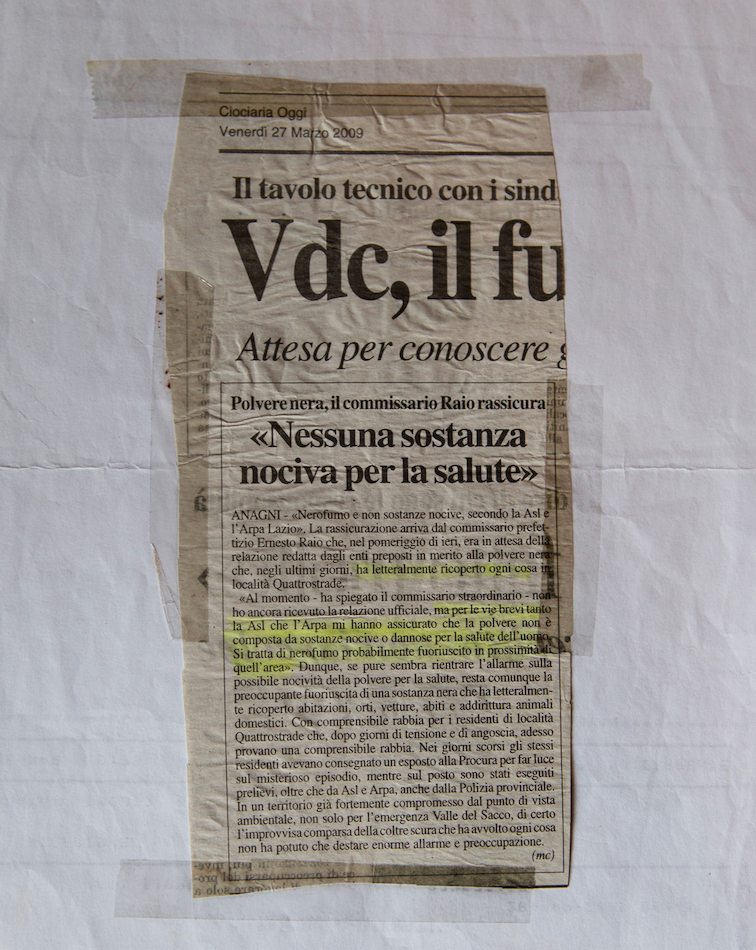 Ciociaria Oggi
Venerdì 27 Marzo 2009
Il tavolo tecnico con i sind
Vdc, il fu
Attesa per conoscere g
Polvere nera, il commissario Raio rassicura
«Nessuna sostanza
nociva per la salute»
ANAGNI - «Nerofumo e non sostanze nocive, secondo la Asl e
l'Arpa Lazio». La rassicurazione arriva dal commissario prefet-
tizio Ernesto Raio che, nel pomeriggio di ieri, era in attesa della
relazione redatta dagli enti preposti in merito alla polvere nera
che, negli ultimi giorni, ha letteralmente ricoperto ogni cosa in
località Quattrostrade.
«Al momento - ha spiegato il commissario straordinario - non
ho ancora ricevuto la relazione ufficiale, ma per le vie brevi tanto
la Asl che l'Arpa mi hanno assicurato che la polvere non è
composta da sostanze nocive o dannose per la salute dell'uomo.
Si tratta di nerofumo probabilmente fuoriuscito in prossimità di
quell'area». Dunque, se pure sembra rientrare l'allarme sulla
possibile nocività della polvere per la salute, resta comunque la
preoccupante fuoriuscita di una sostanza nera che ha letteralmen-
te ricoperto abitazioni, orti, vetture, abiti e addirittura animali
domestici. Con comprensibile rabbia per i residenti di località
Quattrostrade che, dopo giorni di tensione e di angoscia, adesso
provano una comprensibile rabbia. Nei giorni scorsi gli stessi
residenti avevano consegnato un esposto alla Procura per far luce
sul misterioso episodio, mentre sul posto sono stati eseguiti
prelievi, oltre che da Asl e Arpa, anche dalla Polizia provinciale.
In un territorio già fortemente compromesso dal punto di vista
ambientale, non solo per l'emergenza Valle del Sacco, di certo
l'improvvisa comparsa della coltre scura che ha avvolto ogni cosa
non ha potuto che destare enorme allarme e preoccupazione.
(mc)